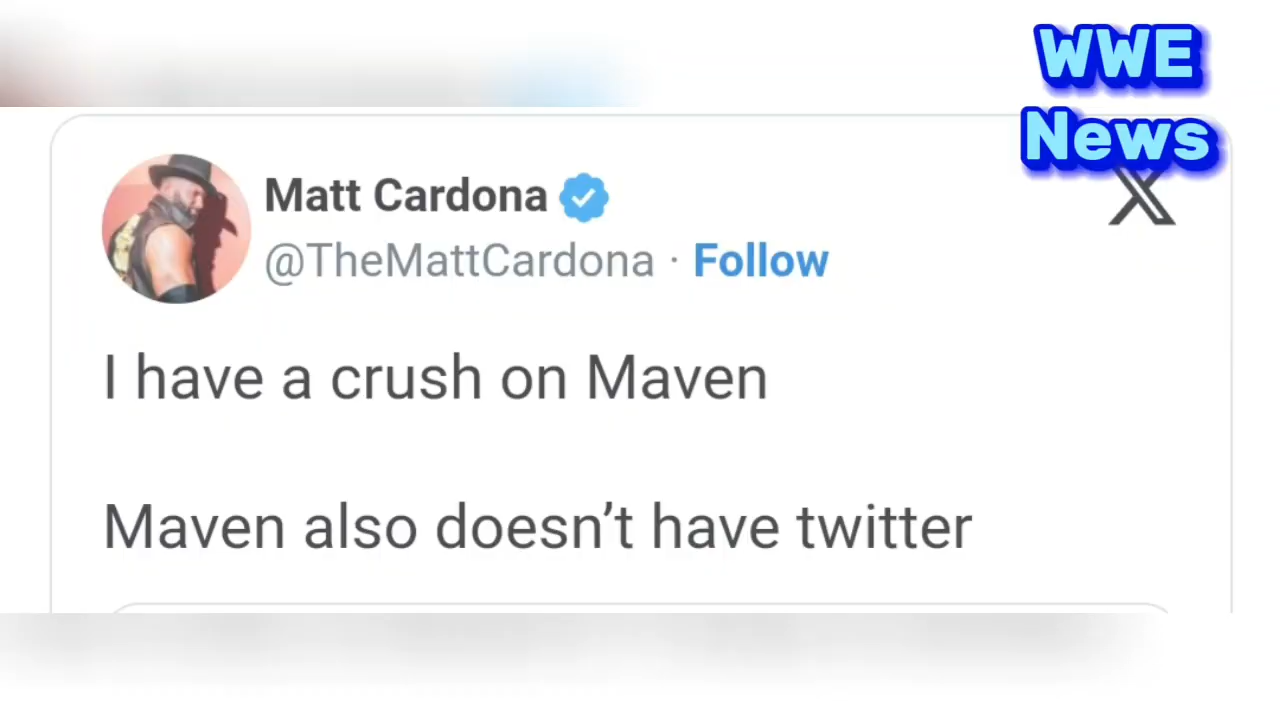 WWE
News
Matt Cardona
@TheMattCardona · Follow
I have a crush on Maven
Maven also doesn’t have twitter